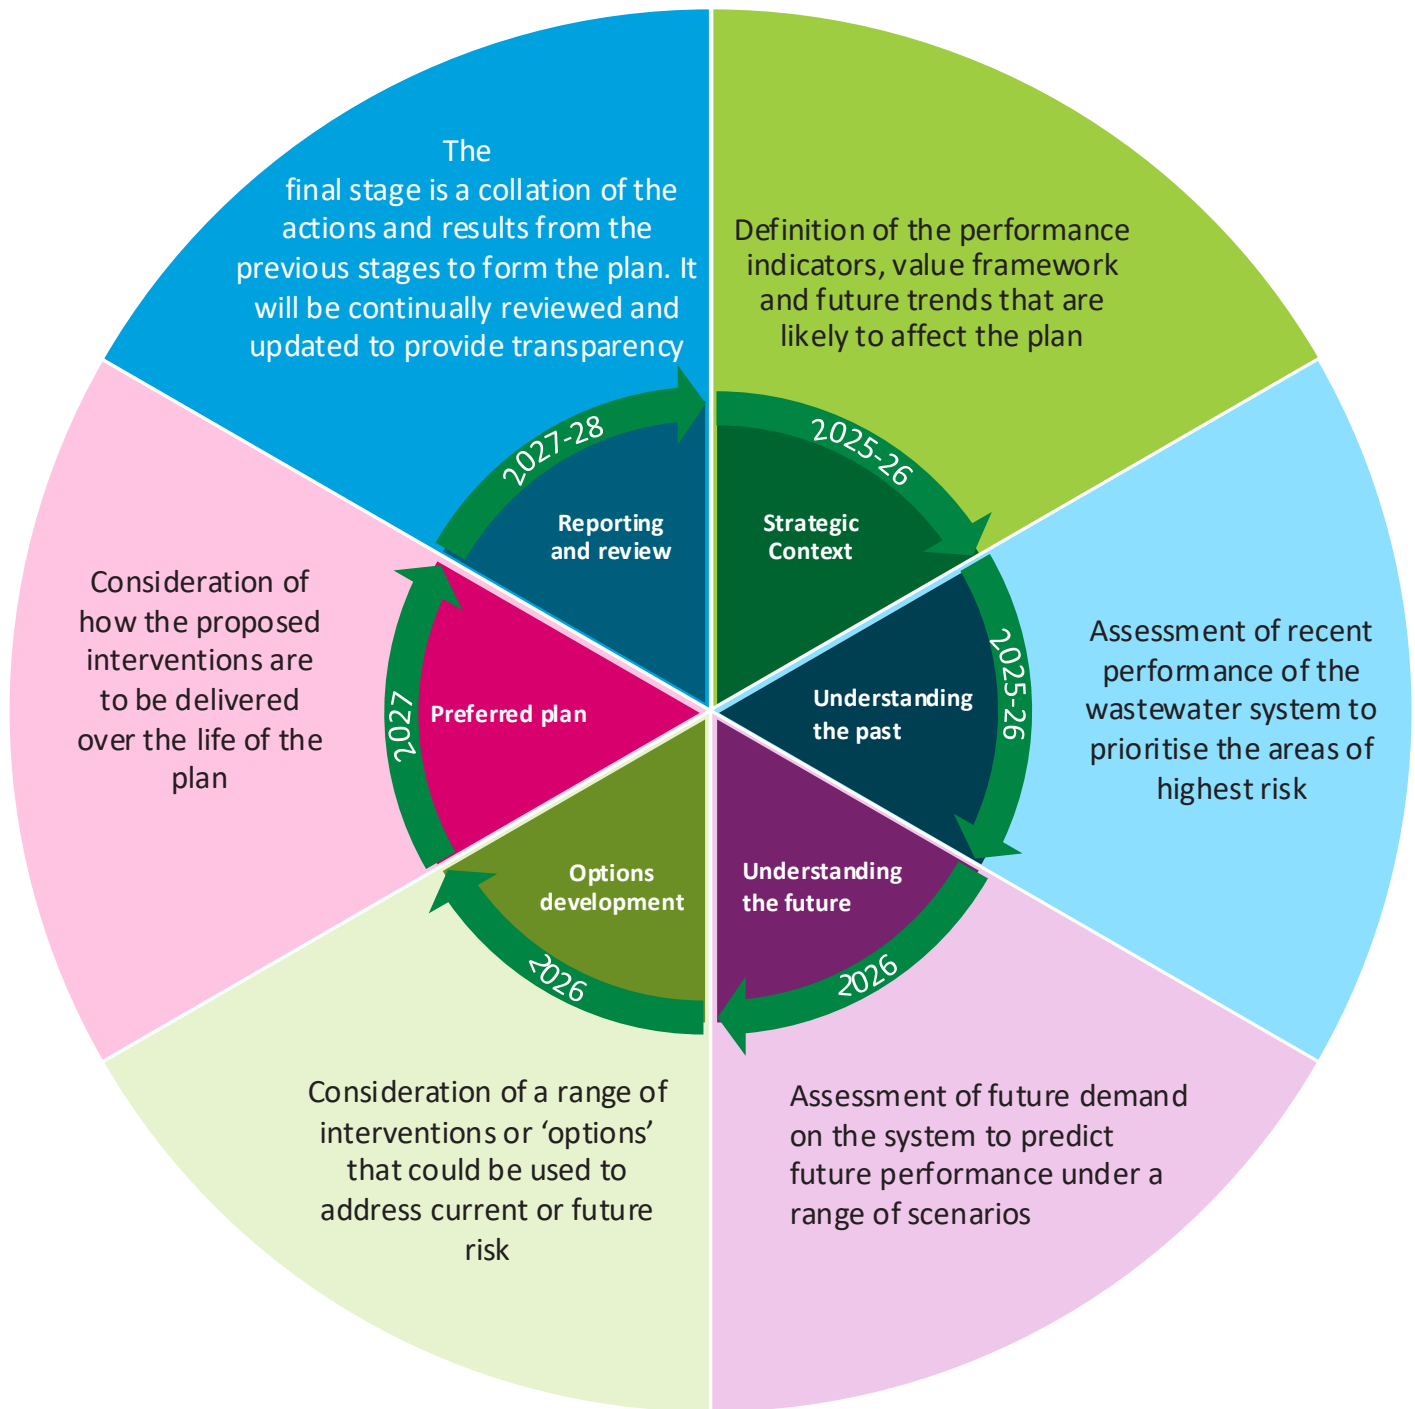 The
final stage is a collation of the
actions and results from the
previous stages to form the plan. It
will be continually reviewed and
updated to provide transparency
2027-28
Reporting
and review
Definition of the performance
indicators, value framework
and future trends that are
likely to affect the plan
2025-26
Strategic
Context
Assessment of recent
performance of the
wastewater system to
prioritise the areas of
highest risk
2025-26
Understanding
the past
Assessment of future demand
on the system to predict
future performance under a
range of scenarios
2026
Understanding
the future
Consideration of a range of
interventions or ‘options’
that could be used to
address current or future
risk
2026
Options
development
Consideration of
how the proposed
interventions are
to be delivered
over the life of the
plan
2027
Preferred plan